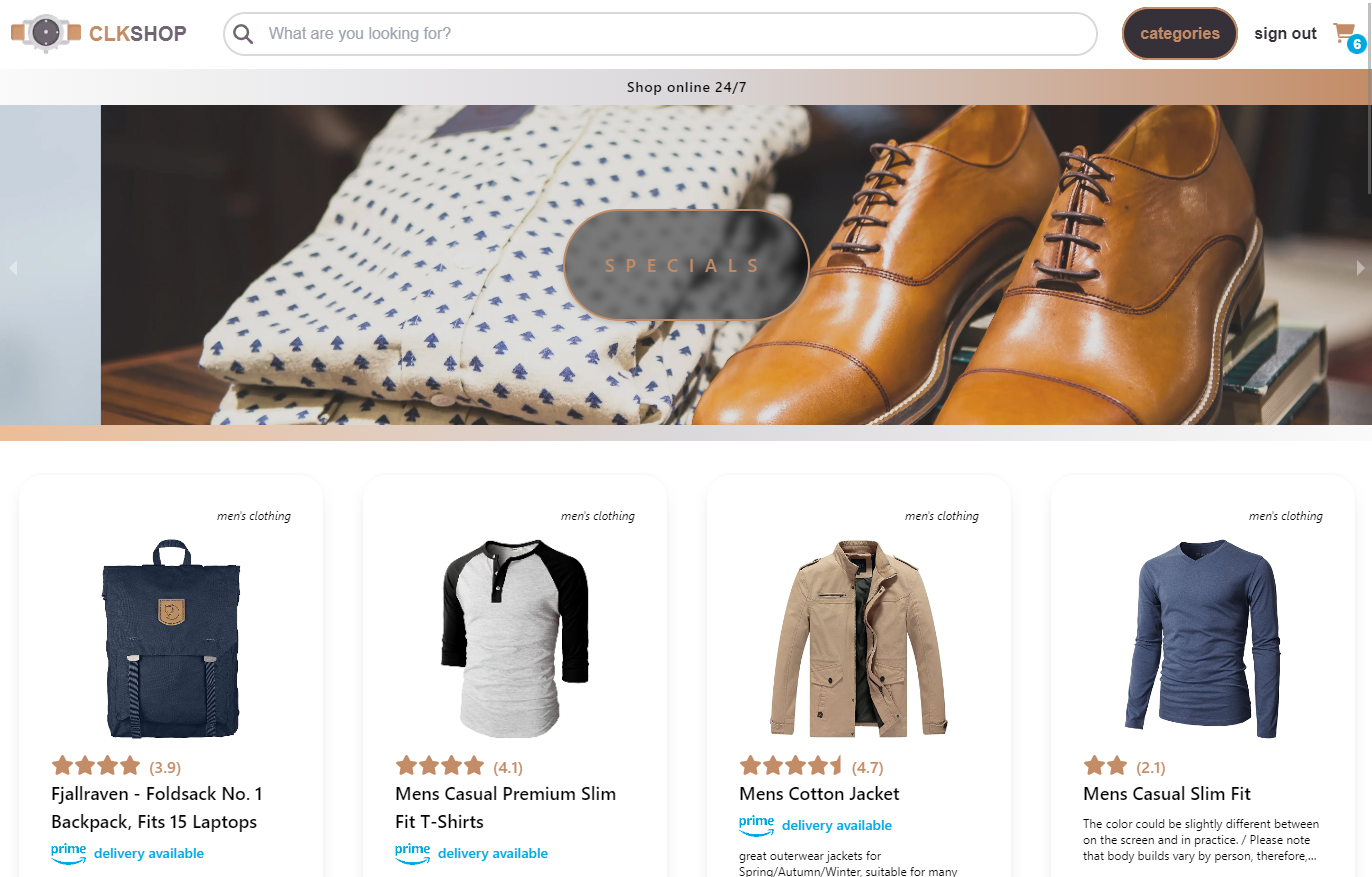 CLKSHOP
What are you looking for?
categories
sign out
6
Shop online 24/7
SPECIALS
men's clothing
(3.9)
Fjallraven - Foldsack No. 1
Backpack, Fits 15 Laptops
prime delivery available
men's clothing
(4.1)
Mens Casual Premium Slim
Fit T-Shirts
prime delivery available
men's clothing
(4.7)
Mens Cotton Jacket
prime delivery available
great outerwear jackets for
Spring/Autumn/Winter, suitable for many
men's clothing
(2.1)
Mens Casual Slim Fit
The color could be slightly different between
on the screen and in practice. / Please note
that body builds vary by person, therefore,...